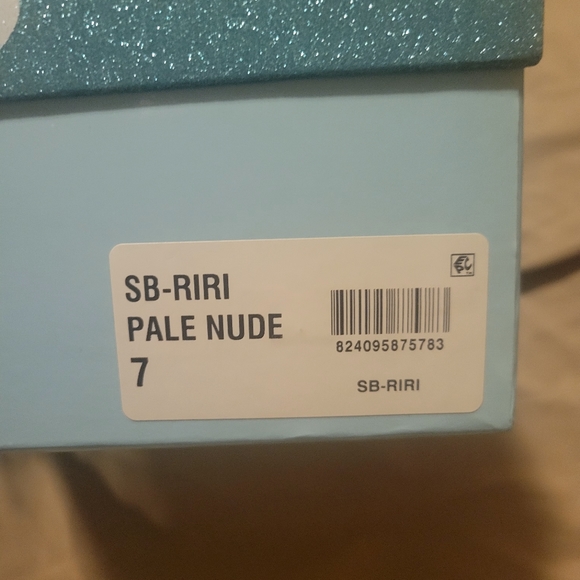 SB-RIRI
PALE NUDE
7
824095875783
SB-RIRI